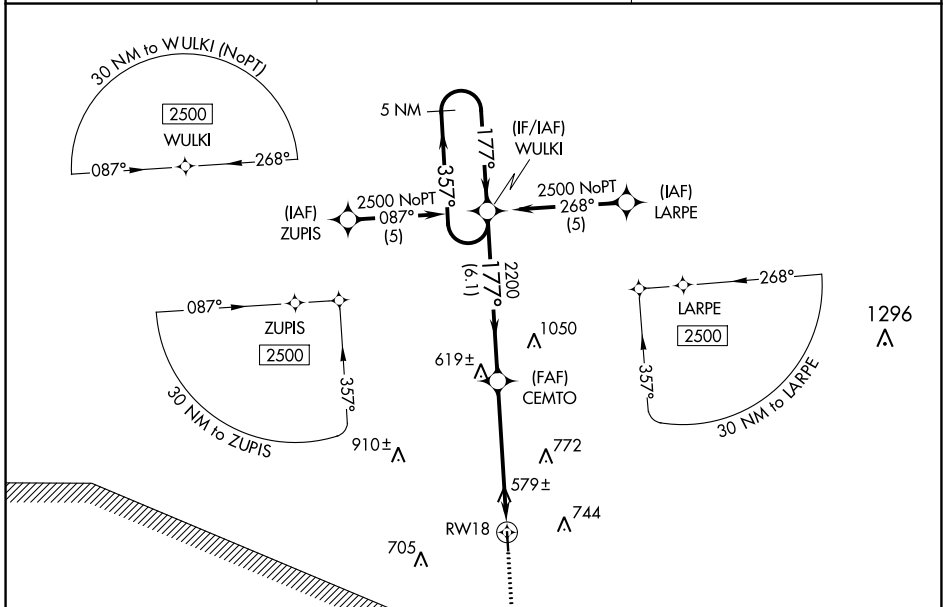 30 NM to WULKI (NoPT)
2500
WULKI
087°
268°
5 NM
177°
357°
(IF/IAF)
WULKI
(IAF)
ZUPIS
2500 NoPT
087°
(5)
2500 NoPT
268°
(5)
(IAF)
LARPE
2200
177°
(6.1)
087°
ZUPIS
2500
357°
30 NM to ZUPIS
268°
LARPE
2500
357°
30 NM to LARPE
1296
1050
619±
(FAF)
CEMTO
910±
772
579±
744
RW18
705